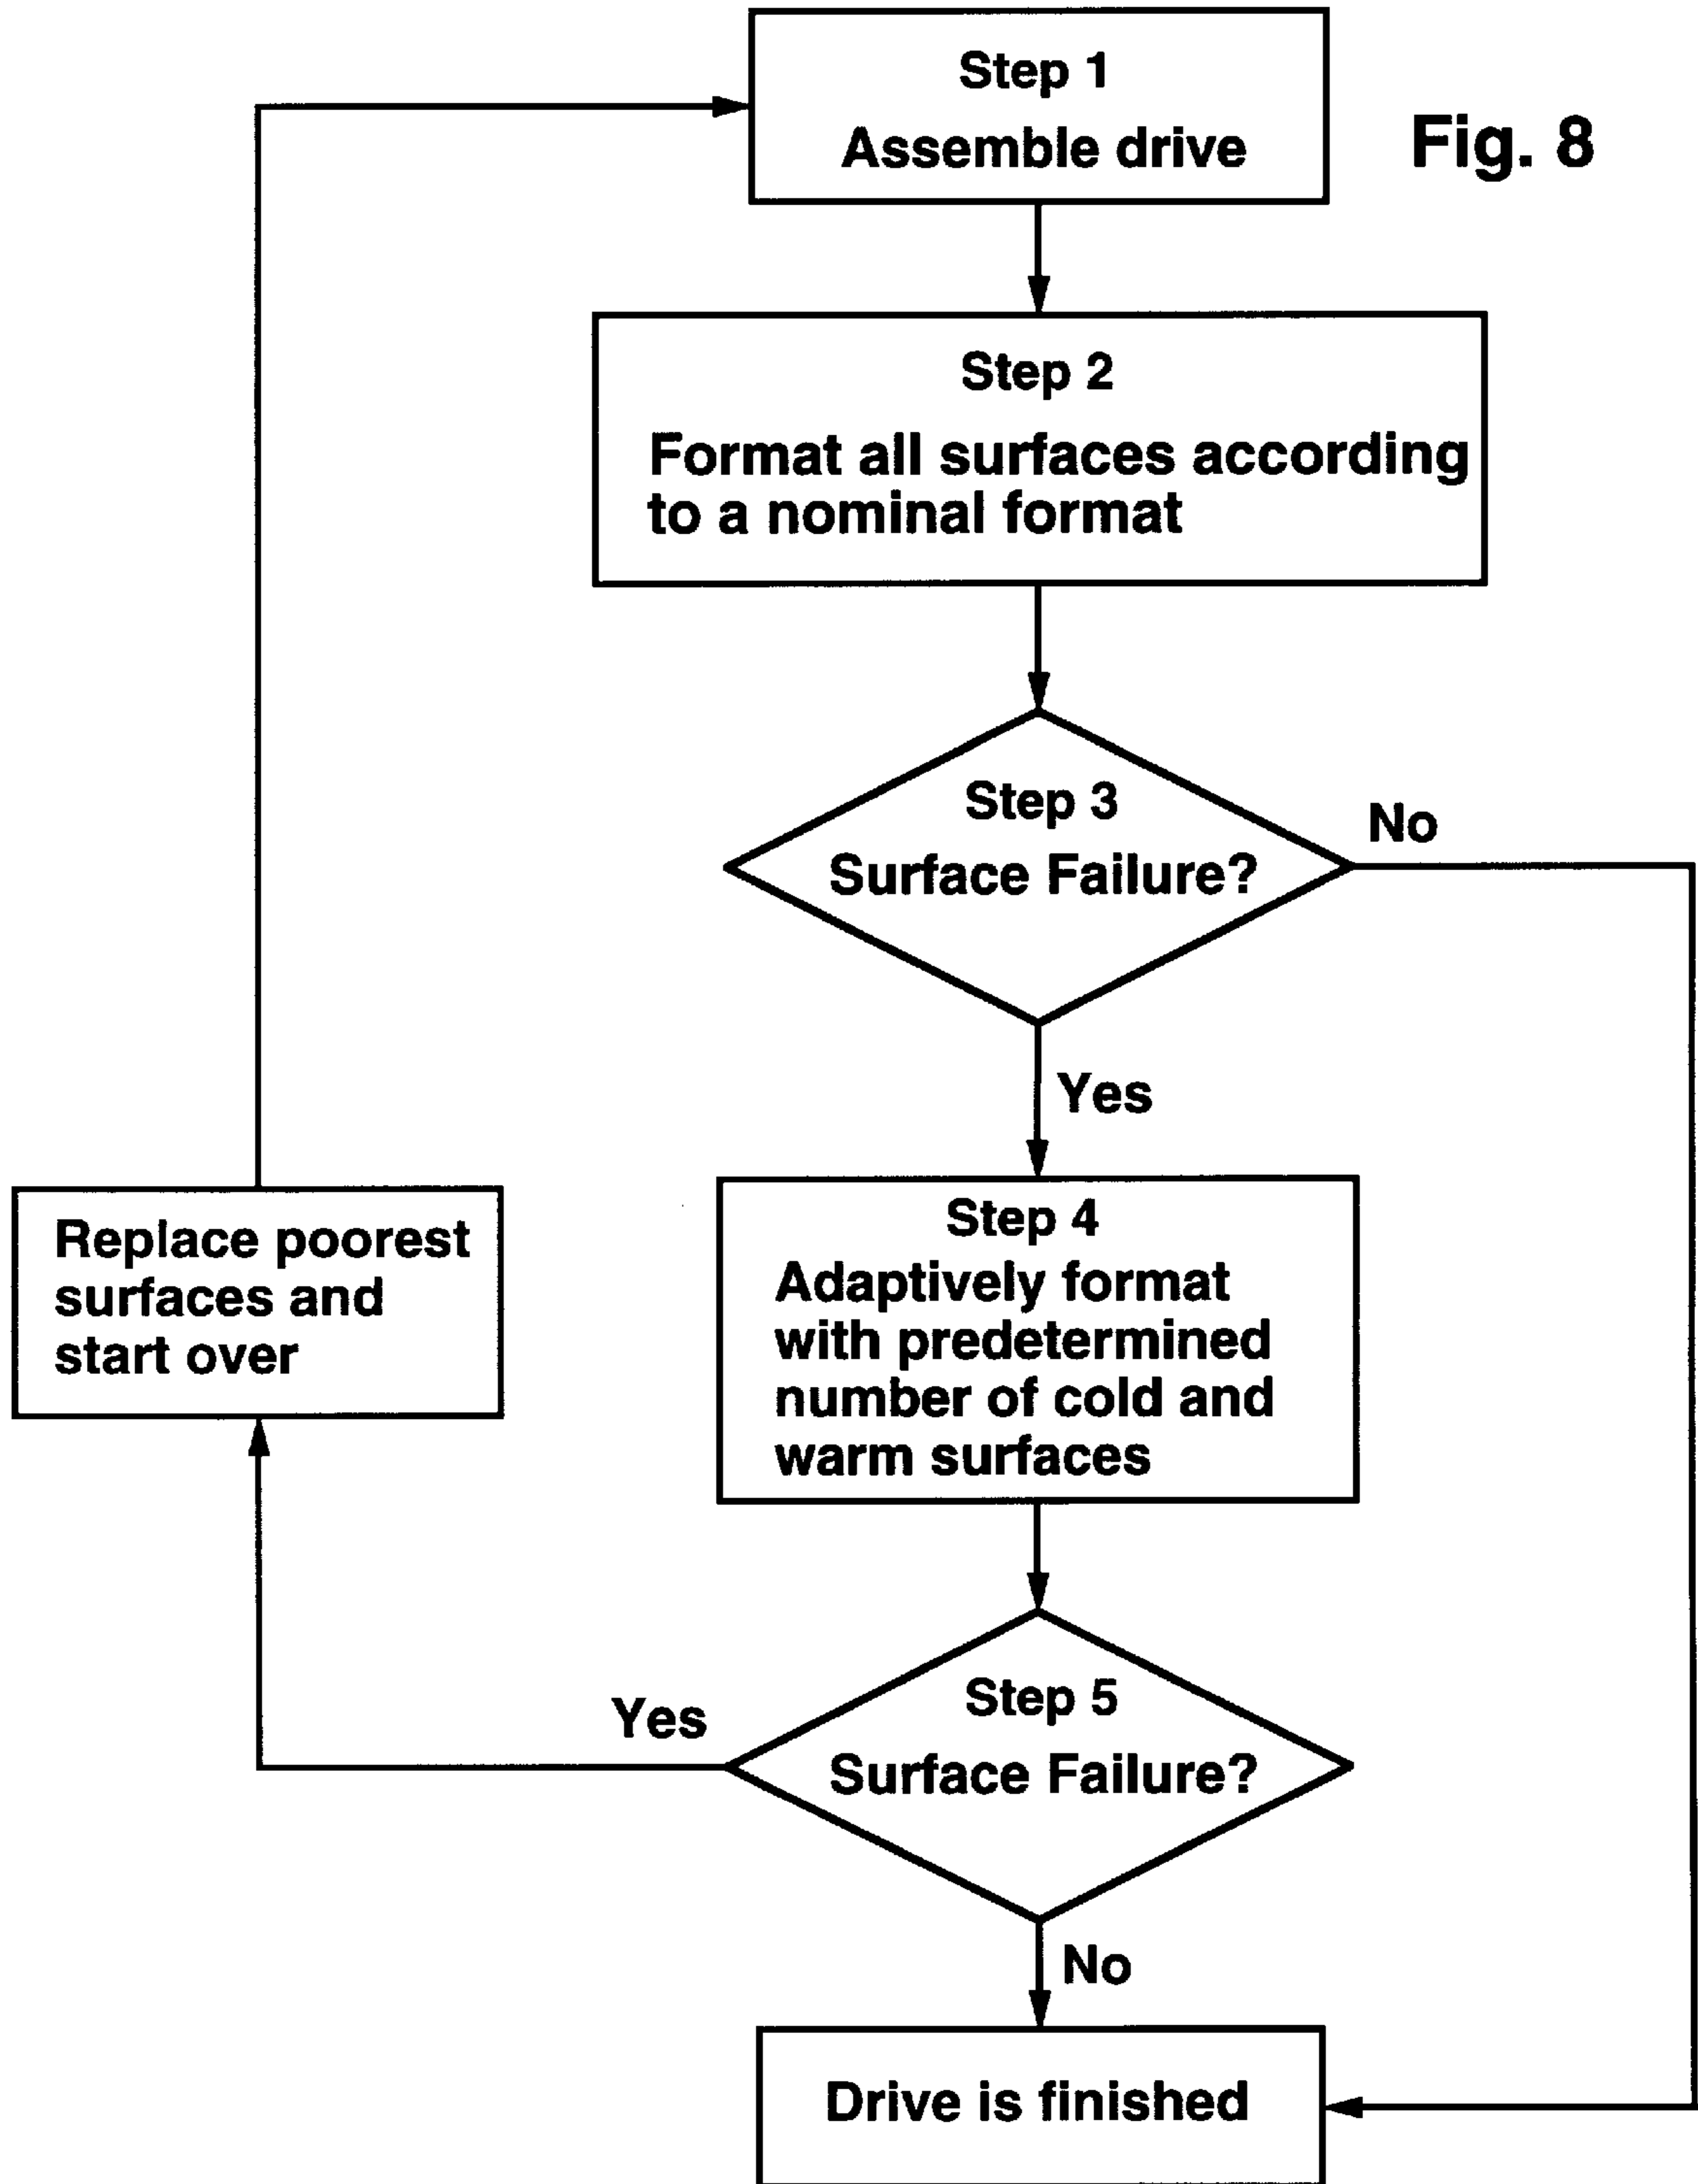 Step 1
Assemble drive
Fig. 8
Step 2
Format all surfaces according
to a nominal format
Step 3
Surface Failure?
No
Yes
Step 4
Adaptively format
with predetermined
number of cold and
warm surfaces
Replace poorest
surfaces and
start over
Step 5
Surface Failure?
Yes
No
Drive is finished